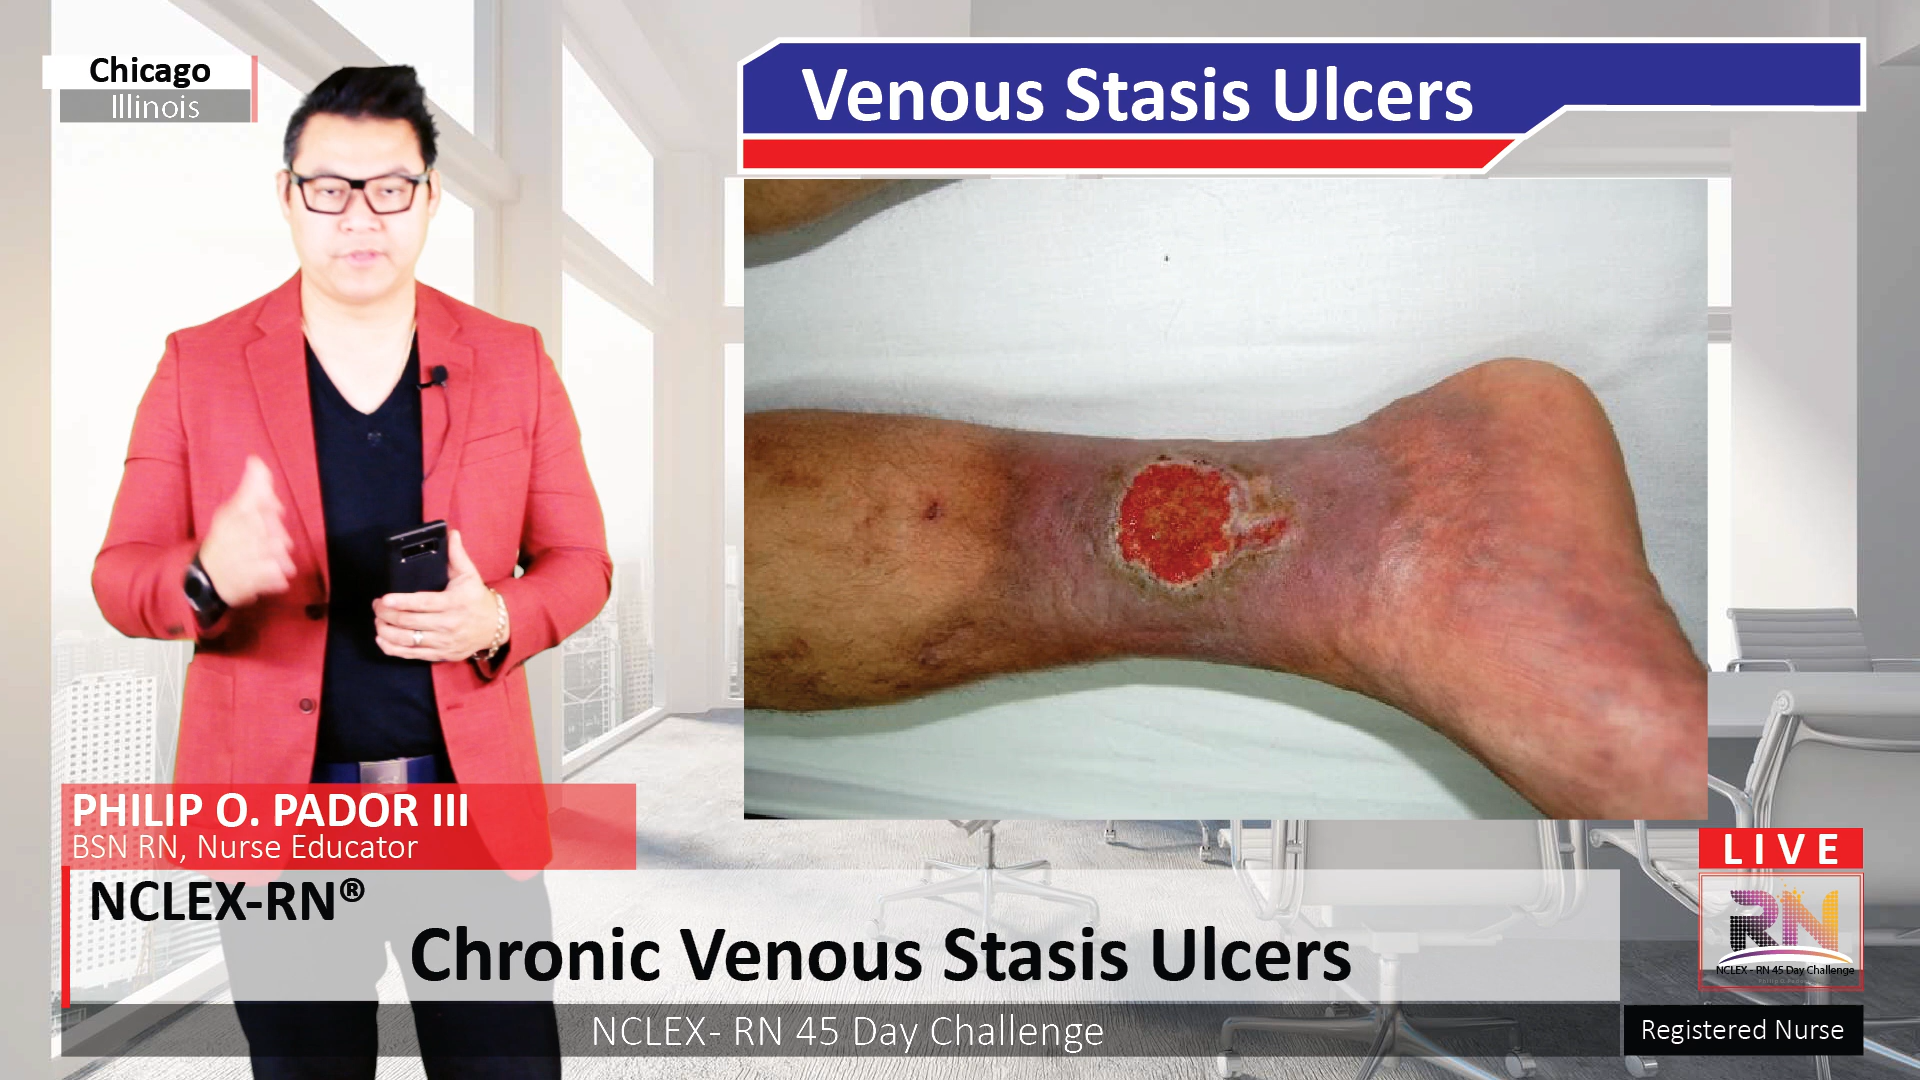 Chicago
Illinois
Venous Stasis Ulcers
PHILIP O. PADOR III
BSN RN, Nurse Educator
NCLEX-RN®
Chronic Venous Stasis Ulcers
NCLEX- RN 45 Day Challenge
LIVE
RN
NCLEX - RN 45 Day Challenge
Registered Nurse